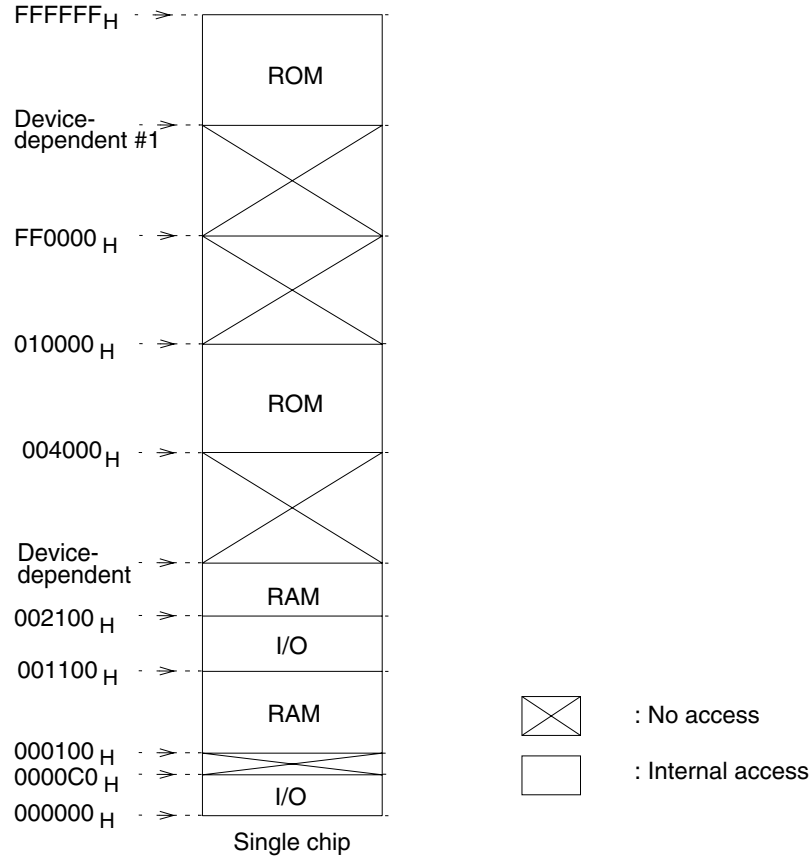 FFFFFFH
ROM
Device-
dependent #1
FF0000 H
010000 H
ROM
004000 H
Device-
dependent
RAM
002100 H
I/O
001100 H
RAM
: No access
000100 H
0000C0 H
: Internal access
I/O
000000 H
Single chip